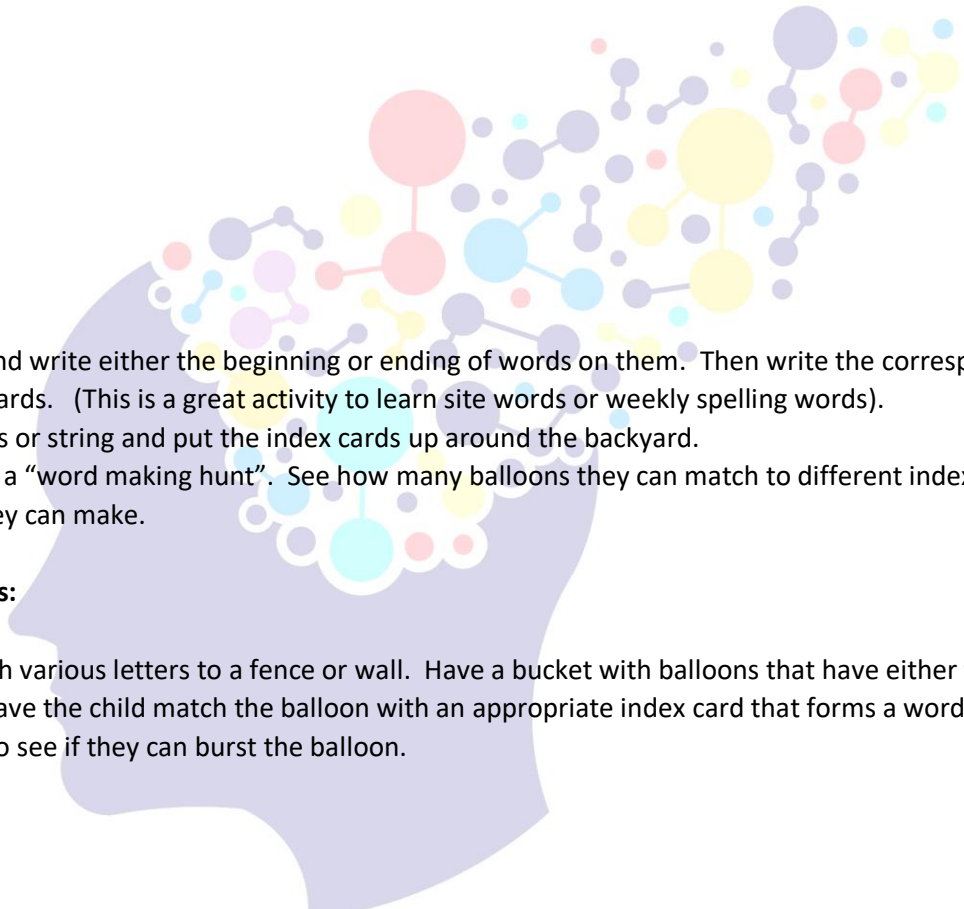 nd write either the beginning or ending of words on them. Then write the corresp
ards. (This is a great activity to learn site words or weekly spelling words).
s or string and put the index cards up around the backyard.
a “word making hunt”. See how many balloons they can match to different index
ey can make.
s:
h various letters to a fence or wall. Have a bucket with balloons that have either
ave the child match the balloon with an appropriate index card that forms a word
o see if they can burst the balloon.